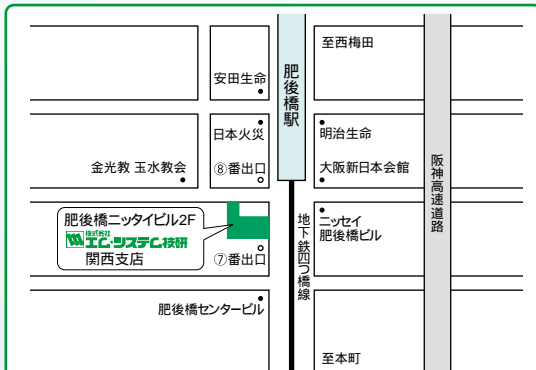 至西梅田
安田生命
肥後橋駅
日本火災
明治生命
金光教 玉水教会
⑧番出口
大阪新日本会館
阪神高速道路
肥後橋ニッタイビル2F
株式会社
エム・システム技研
関西支店
⑦番出口
地下鉄四つ橋線
ニッセイ
肥後橋ビル
肥後橋センタービル
至本町